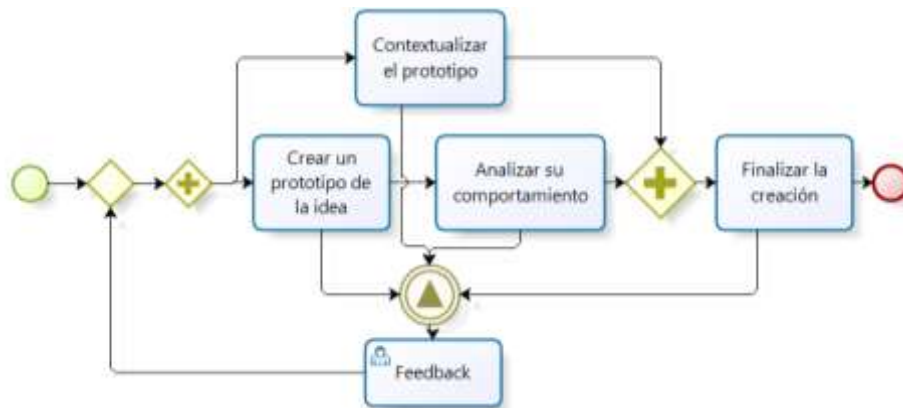 Contextualizar
el prototipo
Crear un
prototipo de
la idea
Analizar su
comportamiento
Finalizar la
creación
Feedback